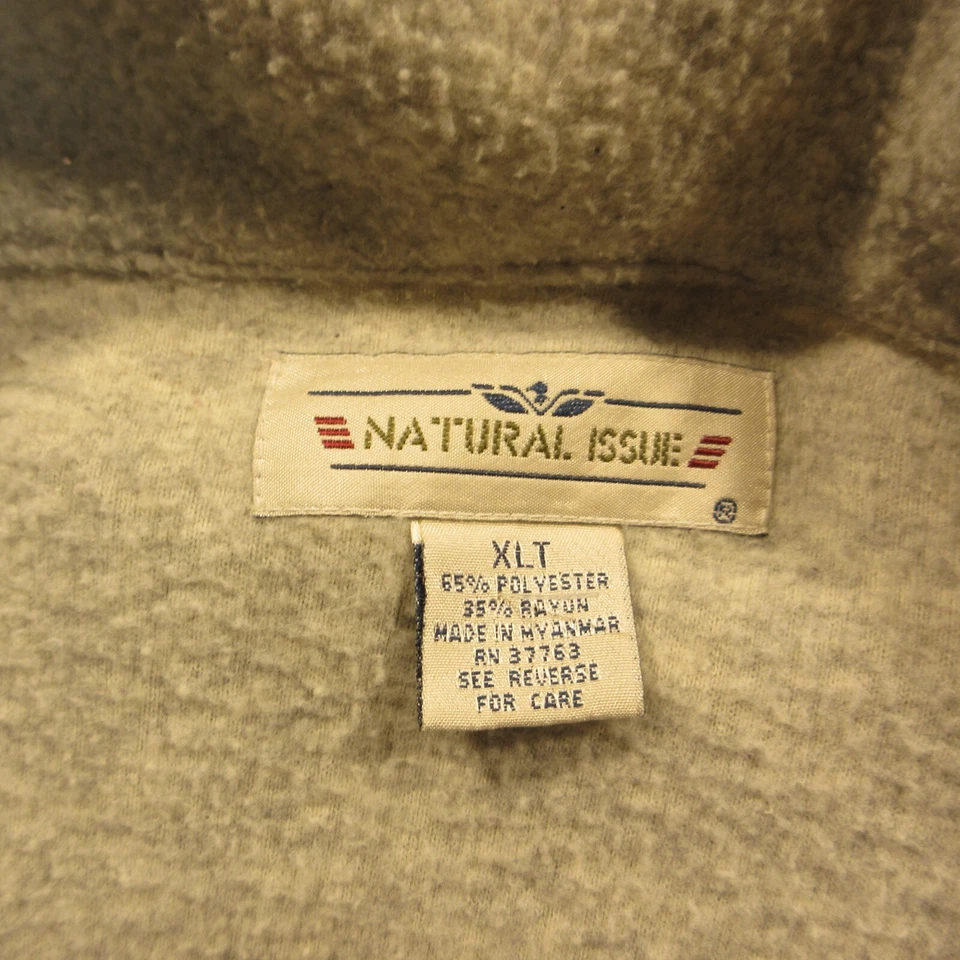 NATURAL ISSUE
®
XLT
65% POLYESTER
35% RAYON
MADE IN MYANMAR
RN 37763
SEE REVERSE
FOR CARE